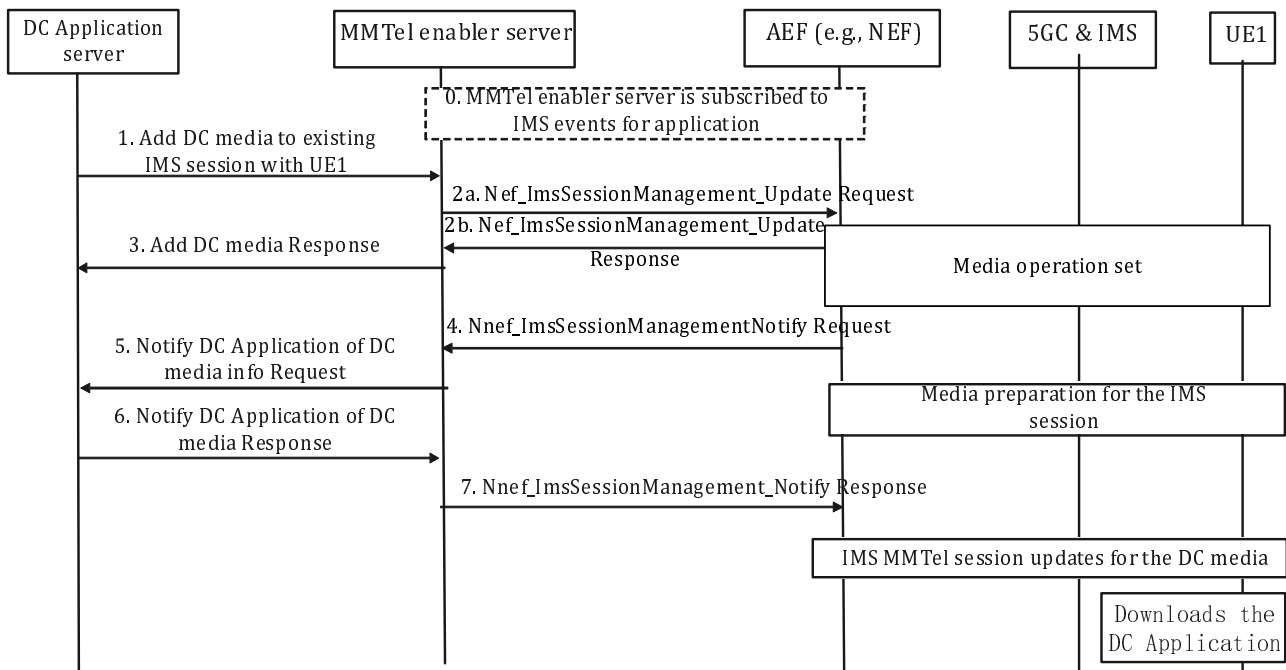 DC Application
server
MMTel enabler server
AEF (e.g., NEF)
5GC & IMS
UE1
0. MMTel enabler server is subscribed to
IMS events for application
1. Add DC media to existing
IMS session with UE1
2a. Nef_ImsSessionManagement_Update Request
2b. Nef_ImsSessionManagement_Update
Response
3. Add DC media Response
Media operation set
4. Nnef_ImsSessionManagementNotify Request
5. Notify DC Application of DC
media info Request
Media preparation for the IMS
session
6. Notify DC Application of DC
media Response
7. Nnef_ImsSessionManagement_Notify Response
IMS MMTel session updates for the DC media
Downloads the
DC Application